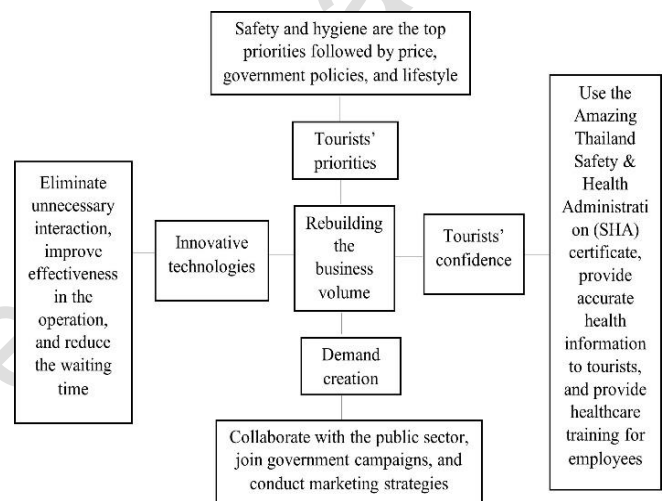 Safety and hygiene are the top
priorities followed by price,
government policies, and lifestyle
Tourists'
priorities
Eliminate
unnecessary
interaction,
improve
effectiveness
in the
operation,
and reduce
the waiting
time
Innovative
technologies
Rebuilding
the
business
volume
Tourists'
confidence
Use the
Amazing
Thailand
Safety &
Health
Administrati
on (SHA)
certificate,
provide
accurate
health
information
to tourists,
and provide
healthcare
training for
employees
Demand
creation
Collaborate with the public sector,
join government campaigns, and
conduct marketing strategies